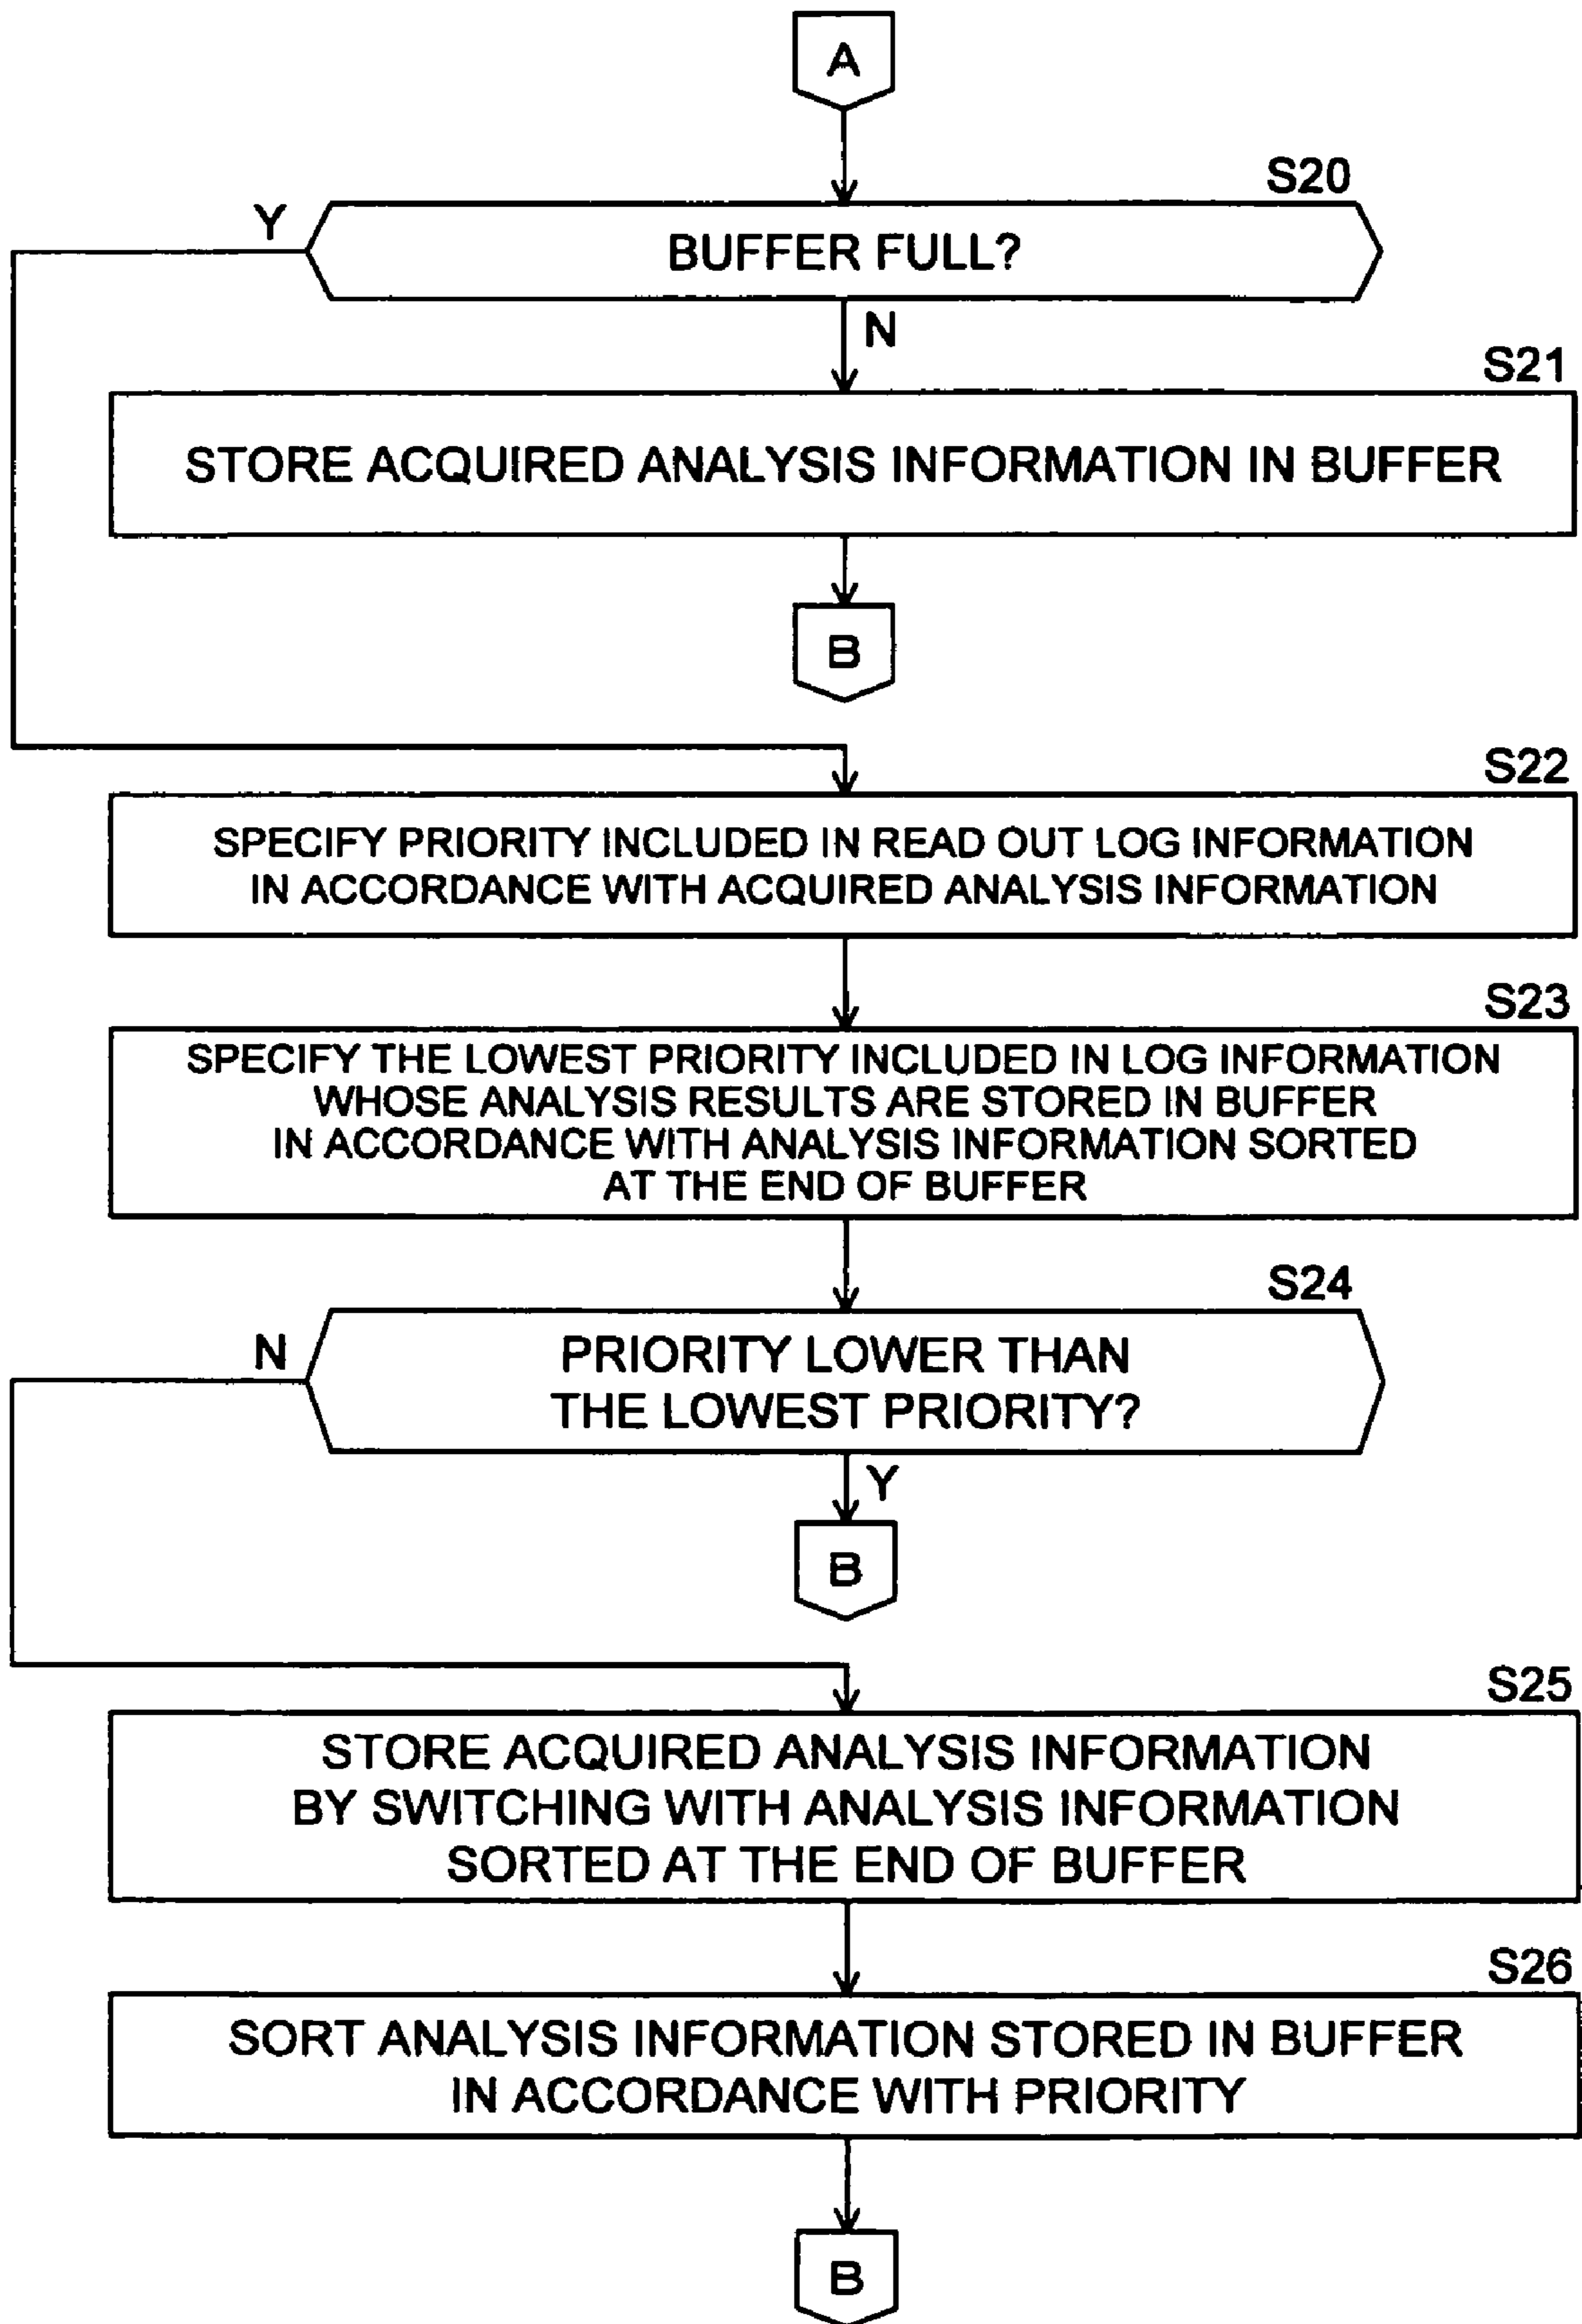 A
S20
Y
BUFFER FULL?
N
S21
STORE ACQUIRED ANALYSIS INFORMATION IN BUFFER
B
S22
SPECIFY PRIORITY INCLUDED IN READ OUT LOG INFORMATION
IN ACCORDANCE WITH ACQUIRED ANALYSIS INFORMATION
S23
SPECIFY THE LOWEST PRIORITY INCLUDED IN LOG INFORMATION
WHOSE ANALYSIS RESULTS ARE STORED IN BUFFER
IN ACCORDANCE WITH ANALYSIS INFORMATION SORTED
AT THE END OF BUFFER
S24
N
PRIORITY LOWER THAN
THE LOWEST PRIORITY?
Y
B
S25
STORE ACQUIRED ANALYSIS INFORMATION
BY SWITCHING WITH ANALYSIS INFORMATION
SORTED AT THE END OF BUFFER
S26
SORT ANALYSIS INFORMATION STORED IN BUFFER
IN ACCORDANCE WITH PRIORITY
B